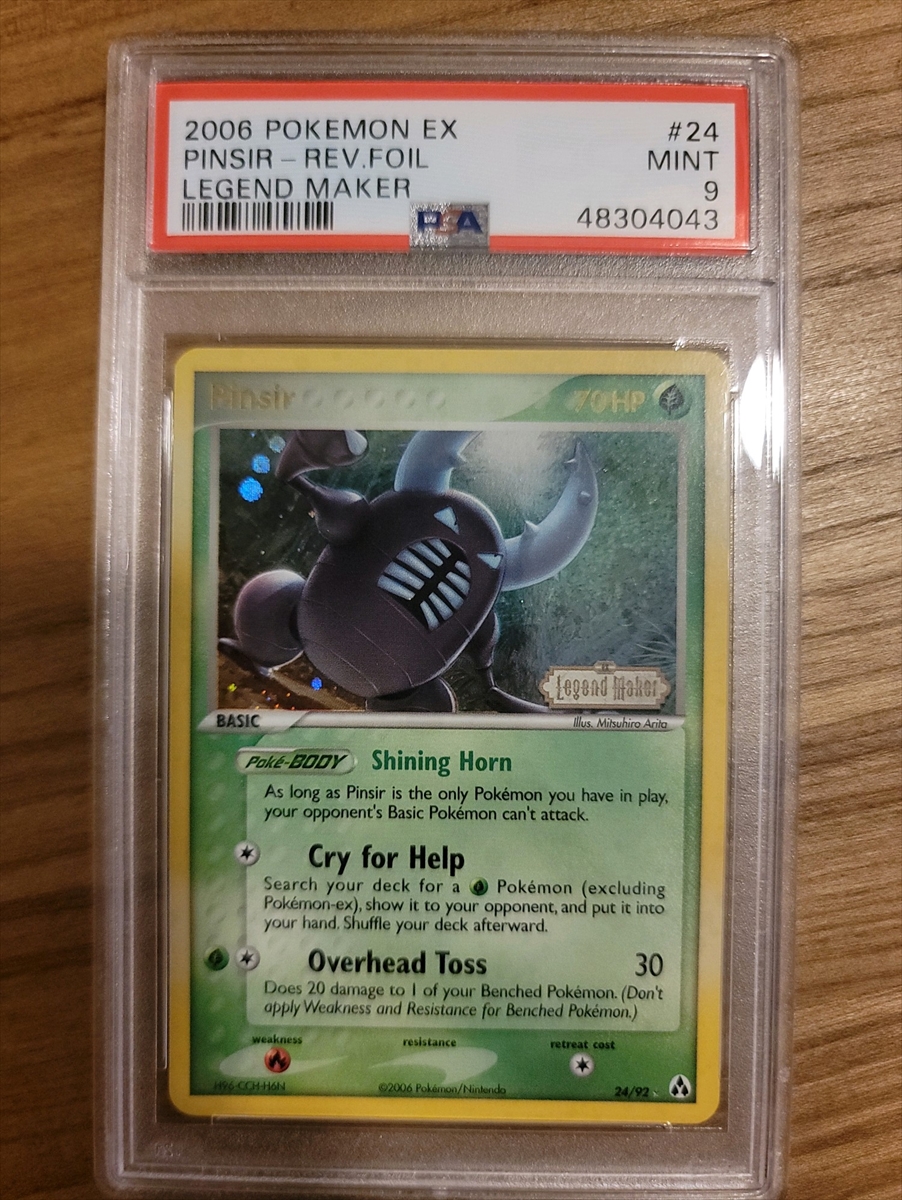 2006 POKEMON EX #24
PINSIR - REV.FOIL MINT
LEGEND MAKER 9
PSA 48304043
Pinsir 70 HP
Legend Maker
BASIC Illus. Mitsuhiro Arita
Poké-BODY Shining Horn
As long as Pinsir is the only Pokémon you have in play,
your opponent's Basic Pokémon can't attack.
Cry for Help
Search your deck for a Pokémon (excluding
Pokémon-ex), show it to your opponent, and put it into
your hand. Shuffle your deck afterward.
Overhead Toss 30
Does 20 damage to 1 of your Benched Pokémon. (Don't
apply Weakness and Resistance for Benched Pokémon.)
weakness resistance retreat cost
©2006 Pokémon/Nintendo 24/92